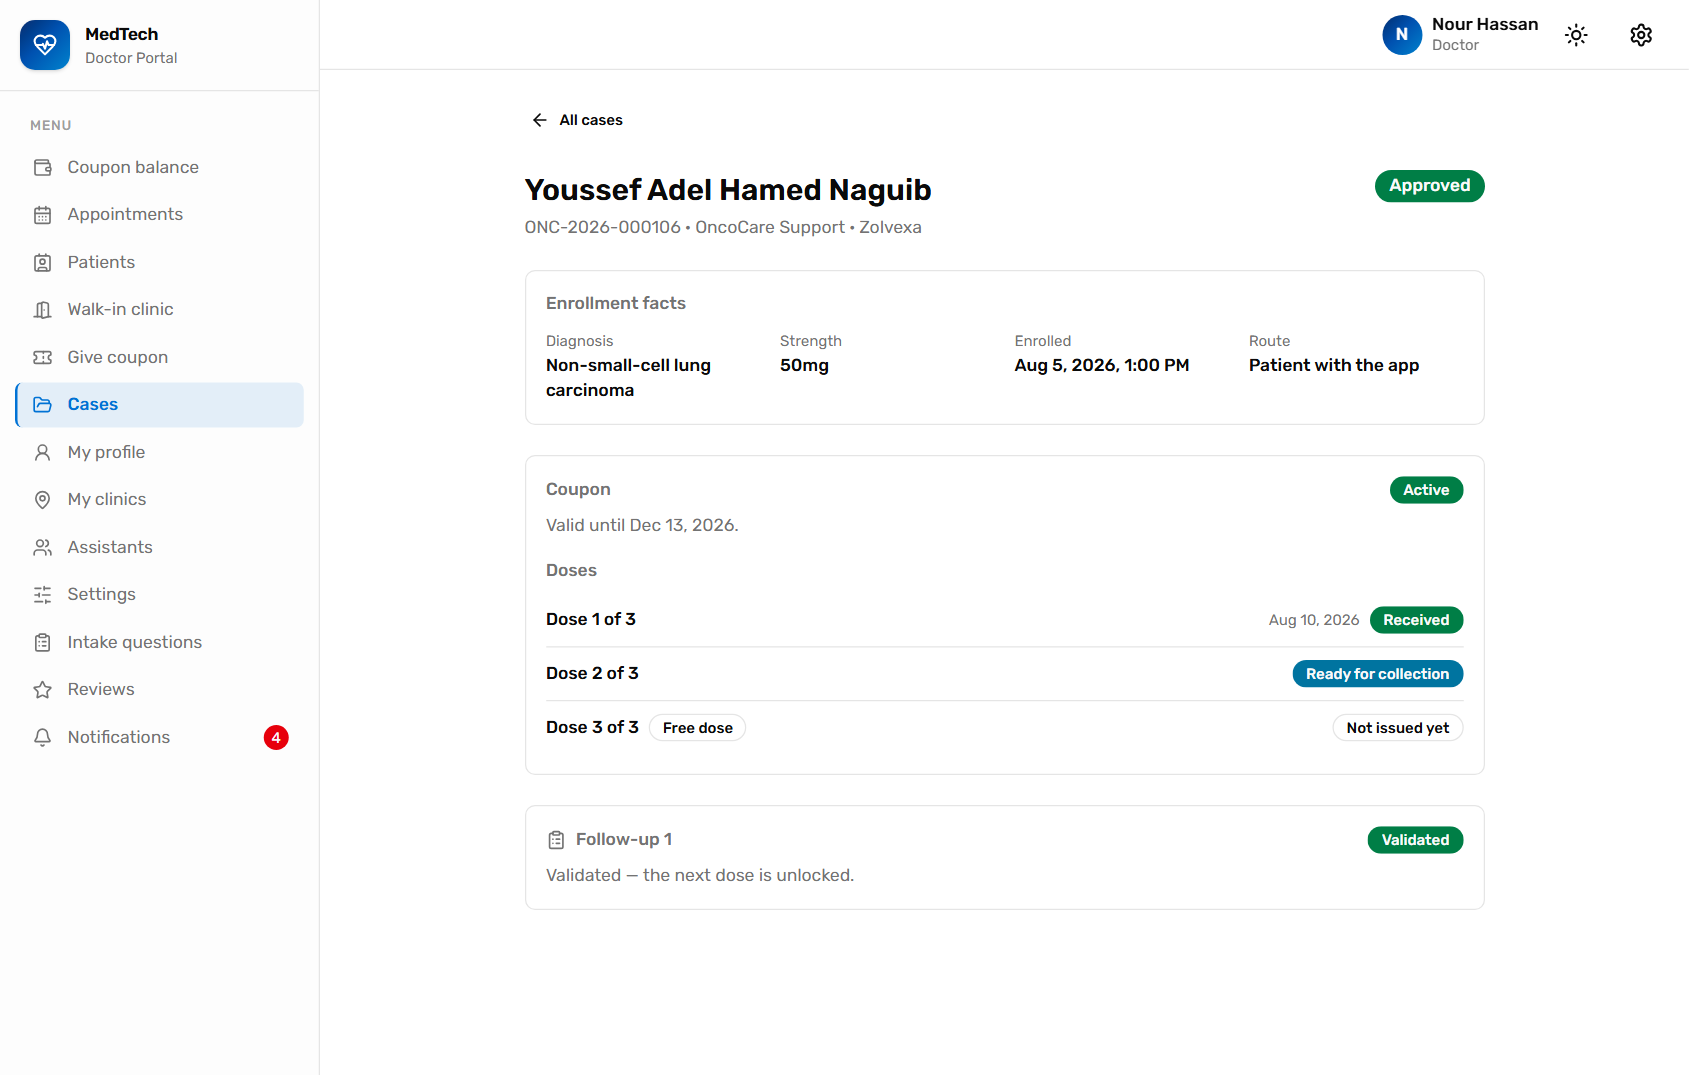 MedTech
Doctor Portal
N
Nour Hassan
Doctor
MENU
Coupon balance
Appointments
Patients
Walk-in clinic
Give coupon
Cases
My profile
My clinics
Assistants
Settings
Intake questions
Reviews
Notifications
4
All cases
Youssef Adel Hamed Naguib
Approved
ONC-2026-000106 • OncoCare Support • Zolvexa
Enrollment facts
Diagnosis
Non-small-cell lung
carcinoma
Strength
50mg
Enrolled
Aug 5, 2026, 1:00 PM
Route
Patient with the app
Coupon
Active
Valid until Dec 13, 2026.
Doses
Dose 1 of 3
Aug 10, 2026
Received
Dose 2 of 3
Ready for collection
Dose 3 of 3
Free dose
Not issued yet
Follow-up 1
Validated
Validated — the next dose is unlocked.